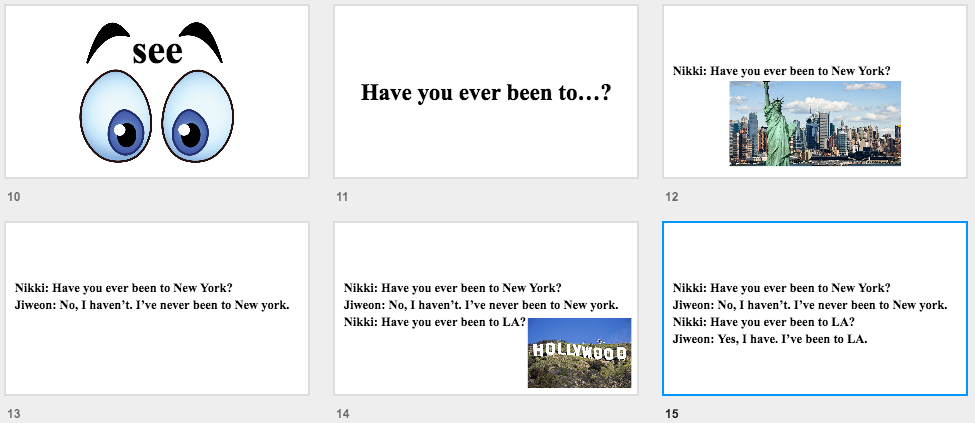 see
Have you ever been to…?
Nikki: Have you ever been to New York?
10
11
12
Nikki: Have you ever been to New York?
Jiweon: No, I haven’t. I’ve never been to New york.
Nikki: Have you ever been to New York?
Jiweon: No, I haven’t. I’ve never been to New york.
Nikki: Have you ever been to LA?
HOLLYWOOD
Nikki: Have you ever been to New York?
Jiweon: No, I haven’t. I’ve never been to New york.
Nikki: Have you ever been to LA?
Jiweon: Yes, I have. I’ve been to LA.
13
14
15